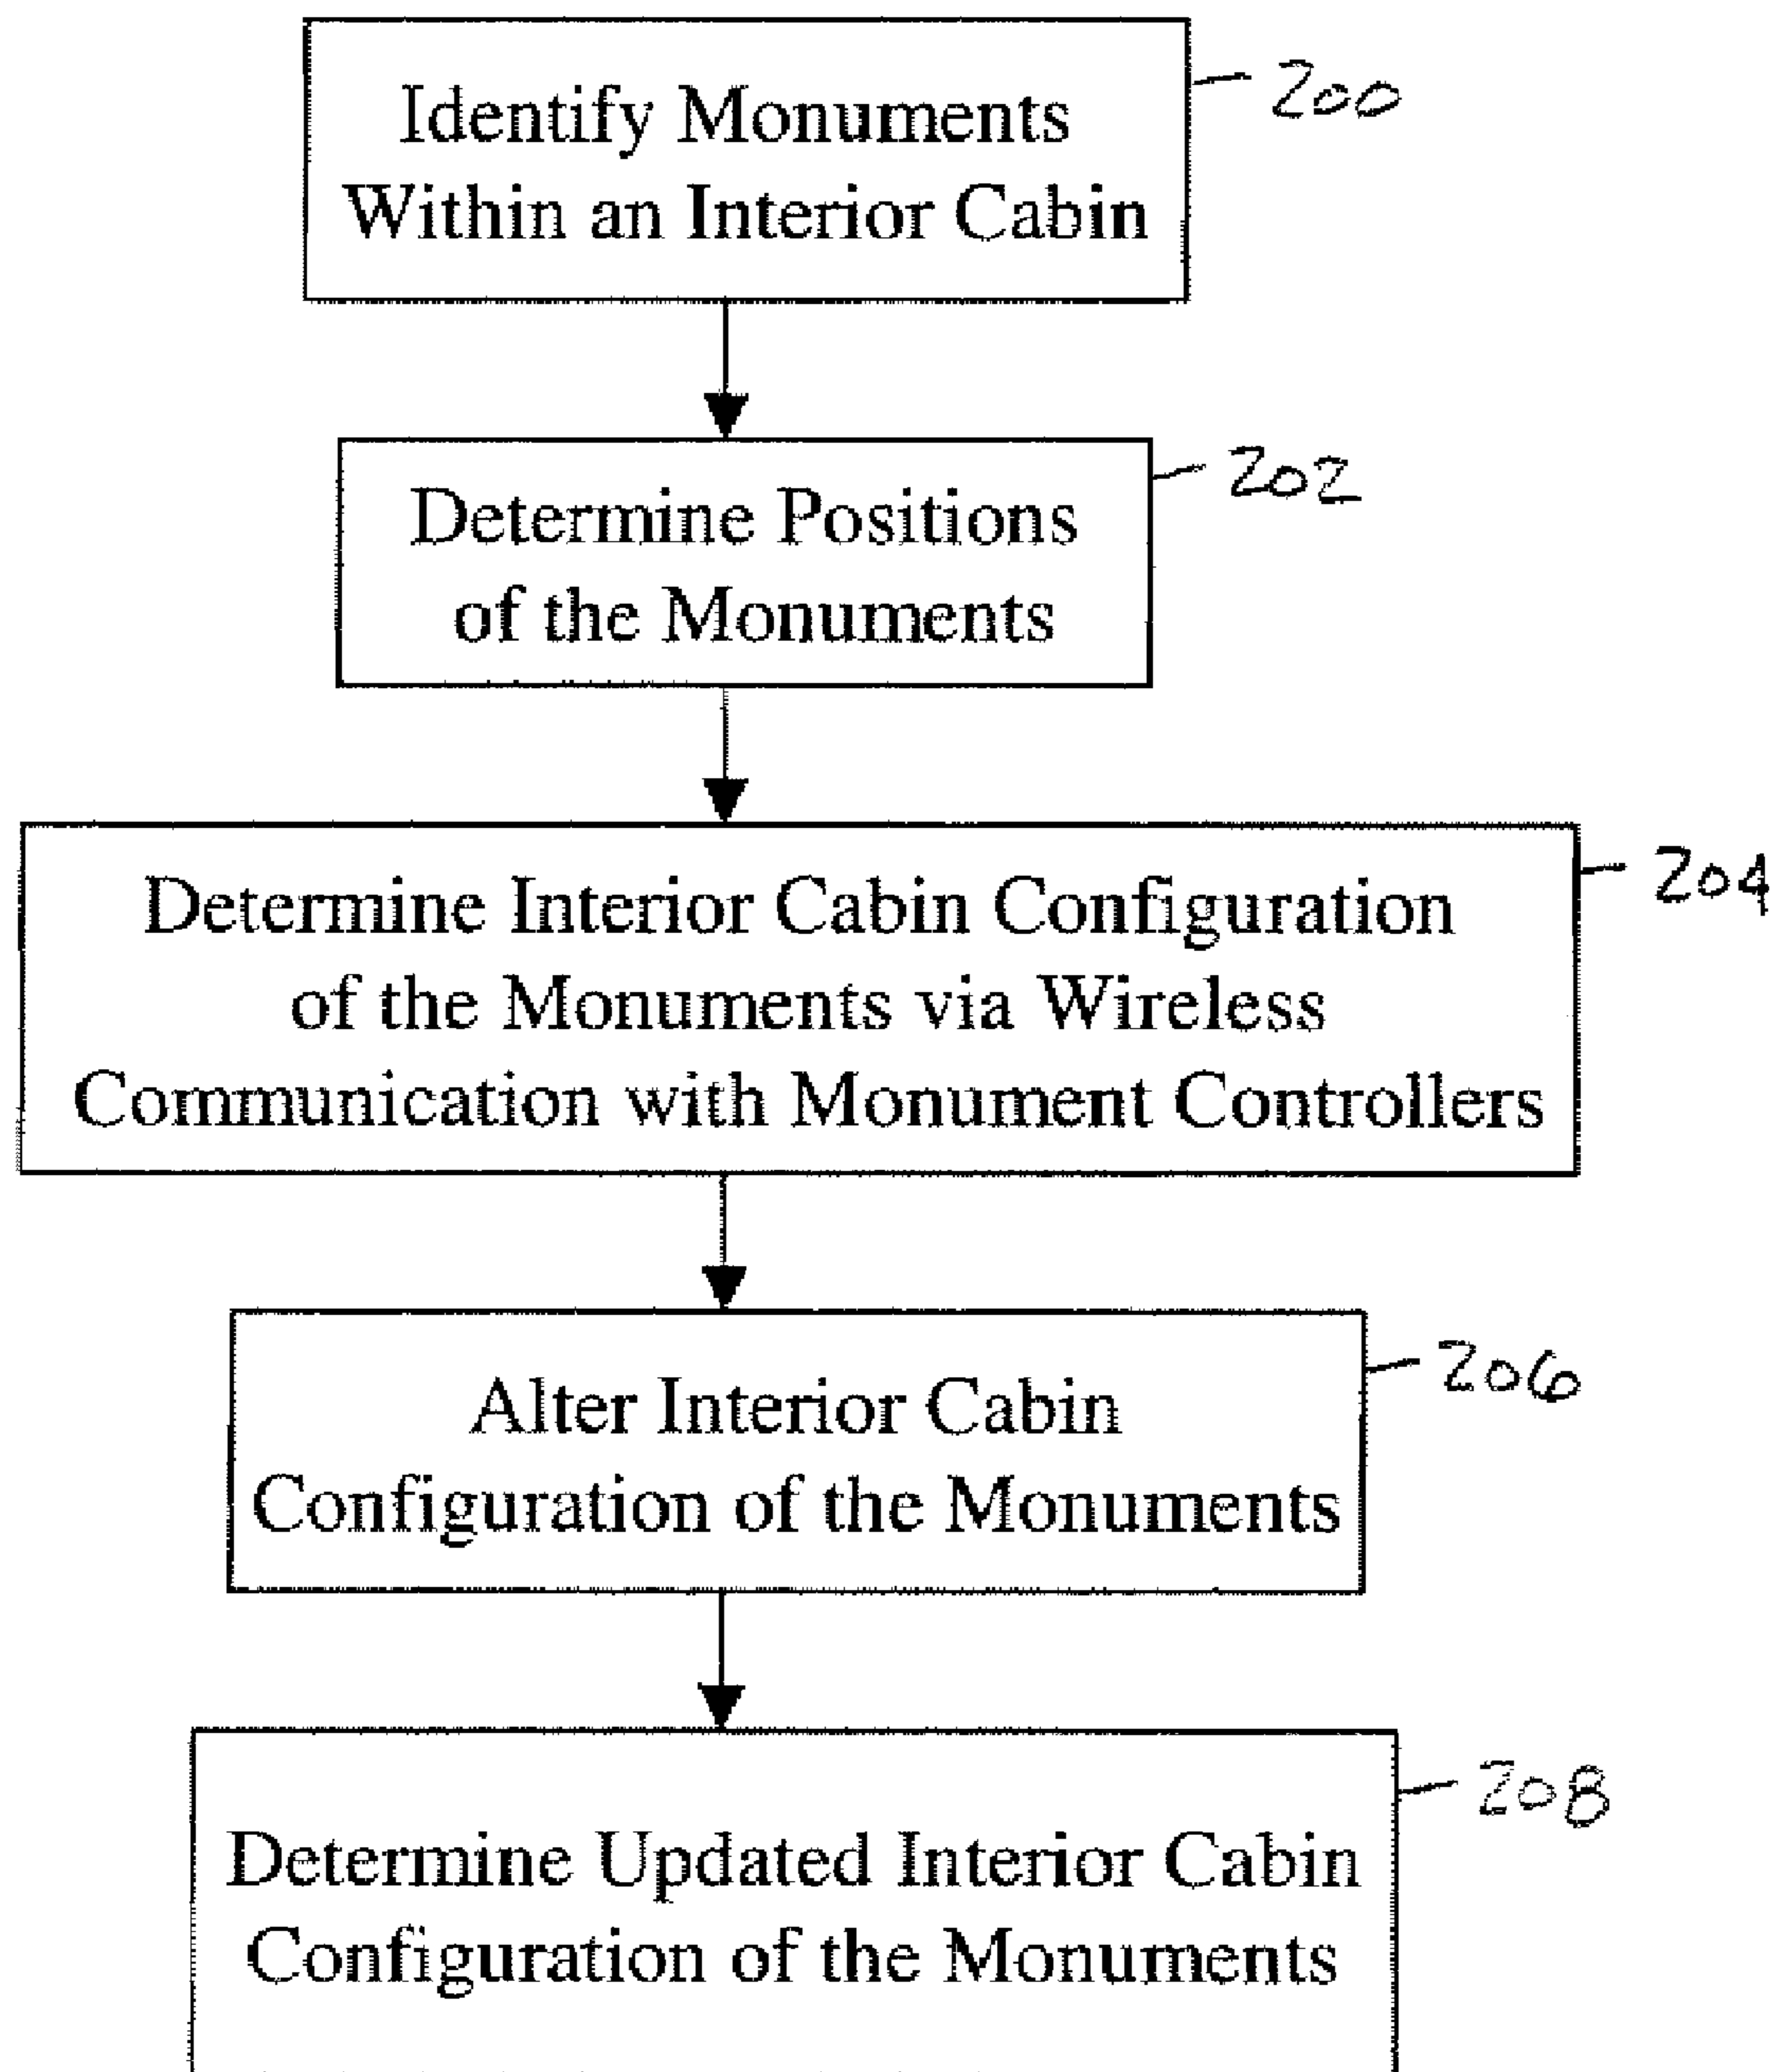 Identify Monuments
Within an Interior Cabin
200
Determine Positions
of the Monuments
202
Determine Interior Cabin Configuration
of the Monuments via Wireless
Communication with Monument Controllers
204
Alter Interior Cabin
Configuration of the Monuments
206
Determine Updated Interior Cabin
Configuration of the Monuments
208